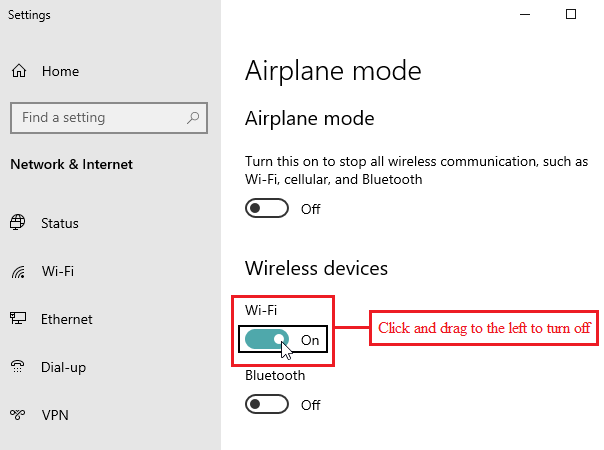 Settings
Home
Find a setting
Network & Internet
Status
Wi-Fi
Ethernet
Dial-up
VPN
Airplane mode
Airplane mode
Turn this on to stop all wireless communication, such as
Wi-Fi, cellular, and Bluetooth
Off
Wireless devices
Wi-Fi
On
Click and drag to the left to turn off
Bluetooth
Off